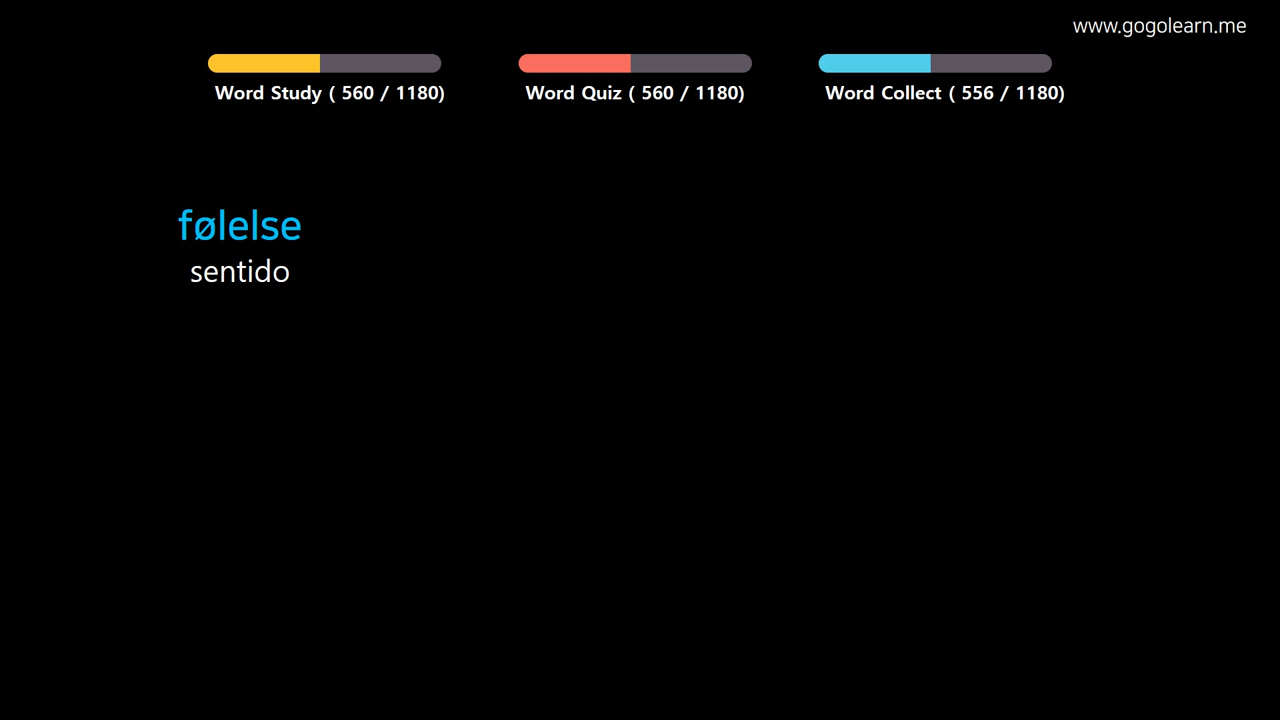 www.gogolearn.me
Word Study ( 560 / 1180)
Word Quiz ( 560 / 1180)
Word Collect ( 556 / 1180)
følelse
sentido